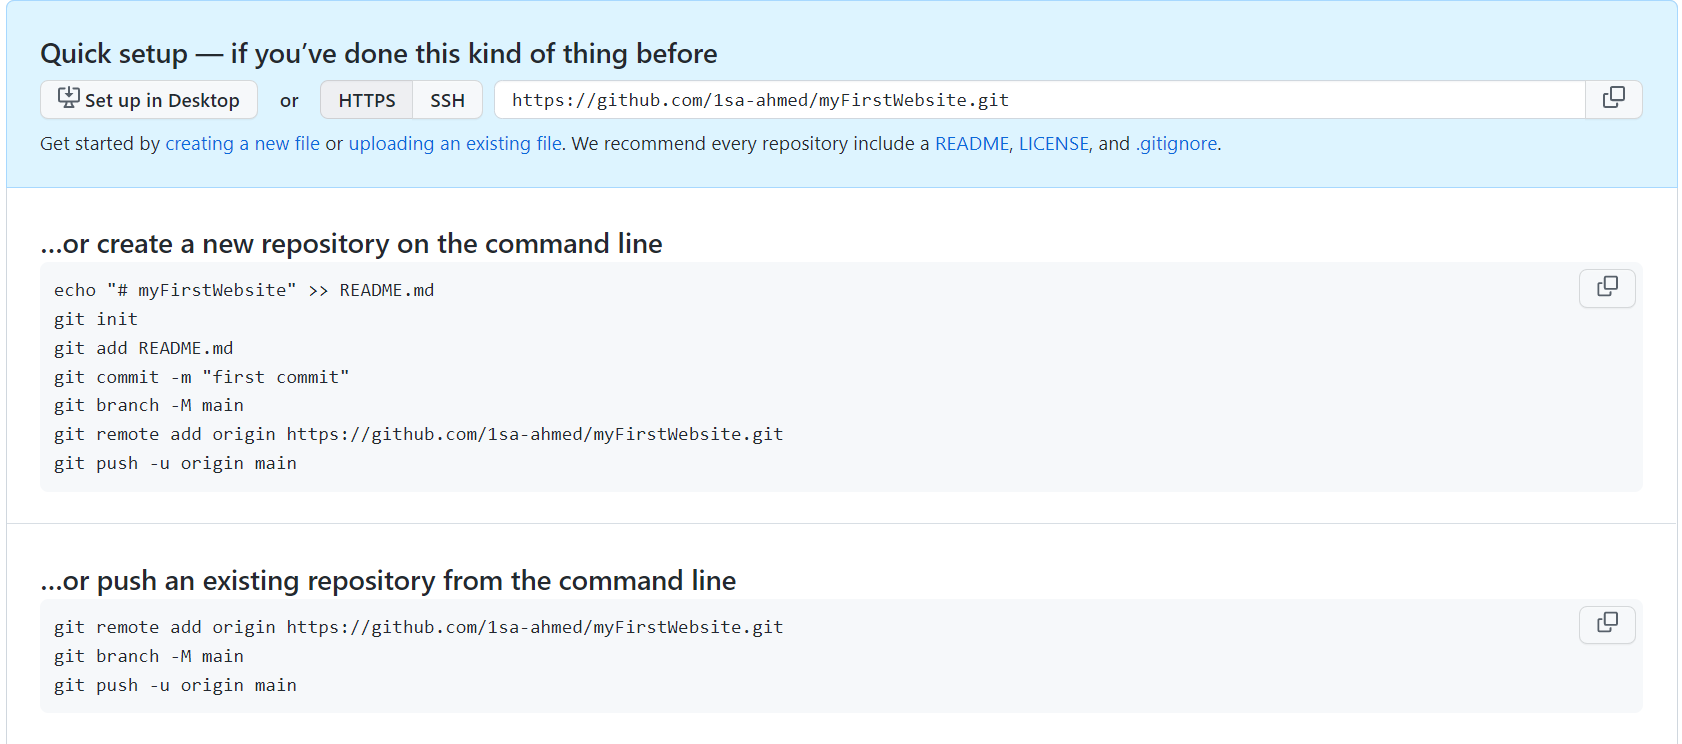 Quick setup — if you’ve done this kind of thing before
Set up in Desktop or HTTPS SSH https://github.com/1sa-ahmed/myFirstWebsite.git
Get started by creating a new file or uploading an existing file. We recommend every repository include a README, LICENSE, and .gitignore.
…or create a new repository on the command line
echo "# myFirstWebsite" >> README.md
git init
git add README.md
git commit -m "first commit"
git branch -M main
git remote add origin https://github.com/1sa-ahmed/myFirstWebsite.git
git push -u origin main
…or push an existing repository from the command line
git remote add origin https://github.com/1sa-ahmed/myFirstWebsite.git
git branch -M main
git push -u origin main